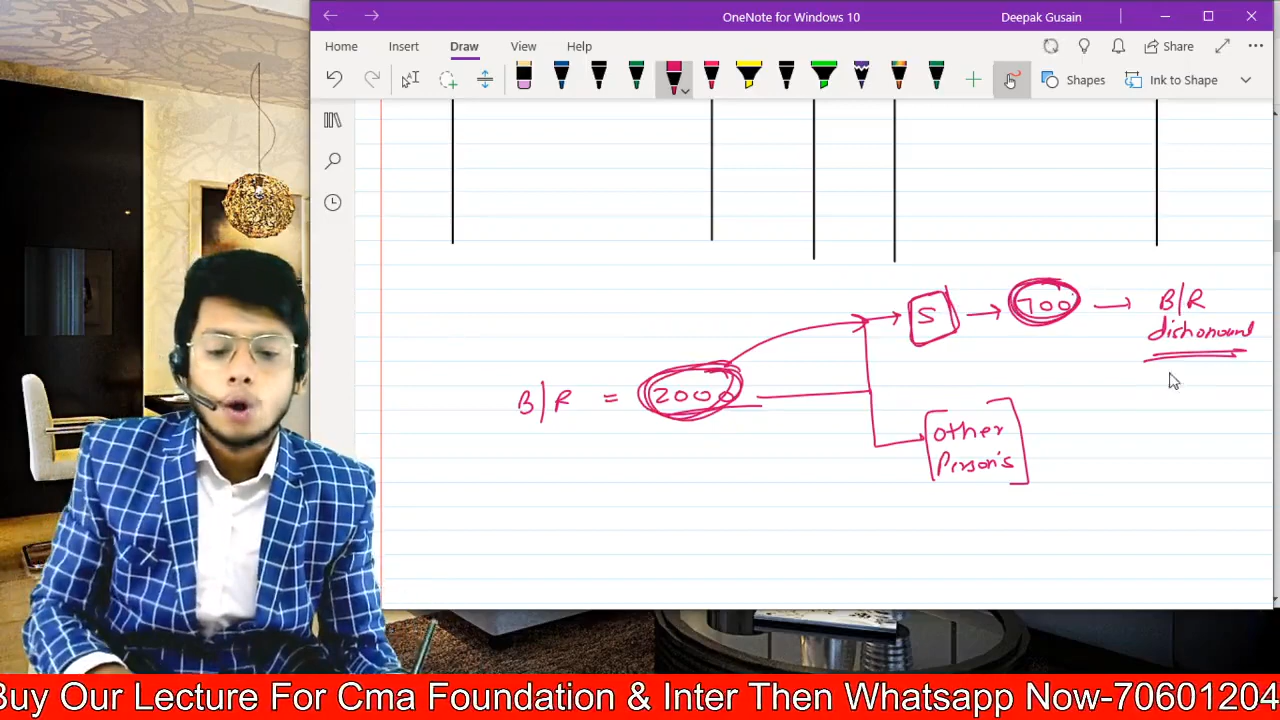 OneNote for Windows 10
Deepak Gusain
Home Insert Draw View Help
Share
Shapes
Ink to Shape
B/R = 2000
S → 700 → B/R
dishonound
Other
Person's
Buy Our Lecture For Cma Foundation & Inter Then Whatsapp Now-70601204